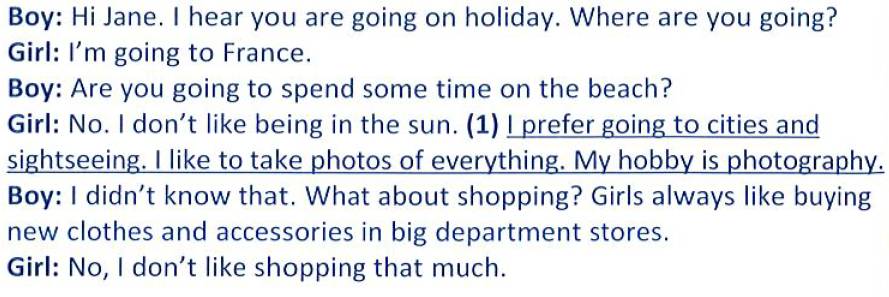 Boy: Hi Jane. I hear you are going on holiday. Where are you going?
Girl: I'm going to France.
Boy: Are you going to spend some time on the beach?
Girl: No. I don't like being in the sun. (1) I prefer going to cities and
sightseeing. I like to take photos of everything. My hobby is photography.
Boy: I didn't know that. What about shopping? Girls always like buying
new clothes and accessories in big department stores.
Girl: No, I don't like shopping that much.